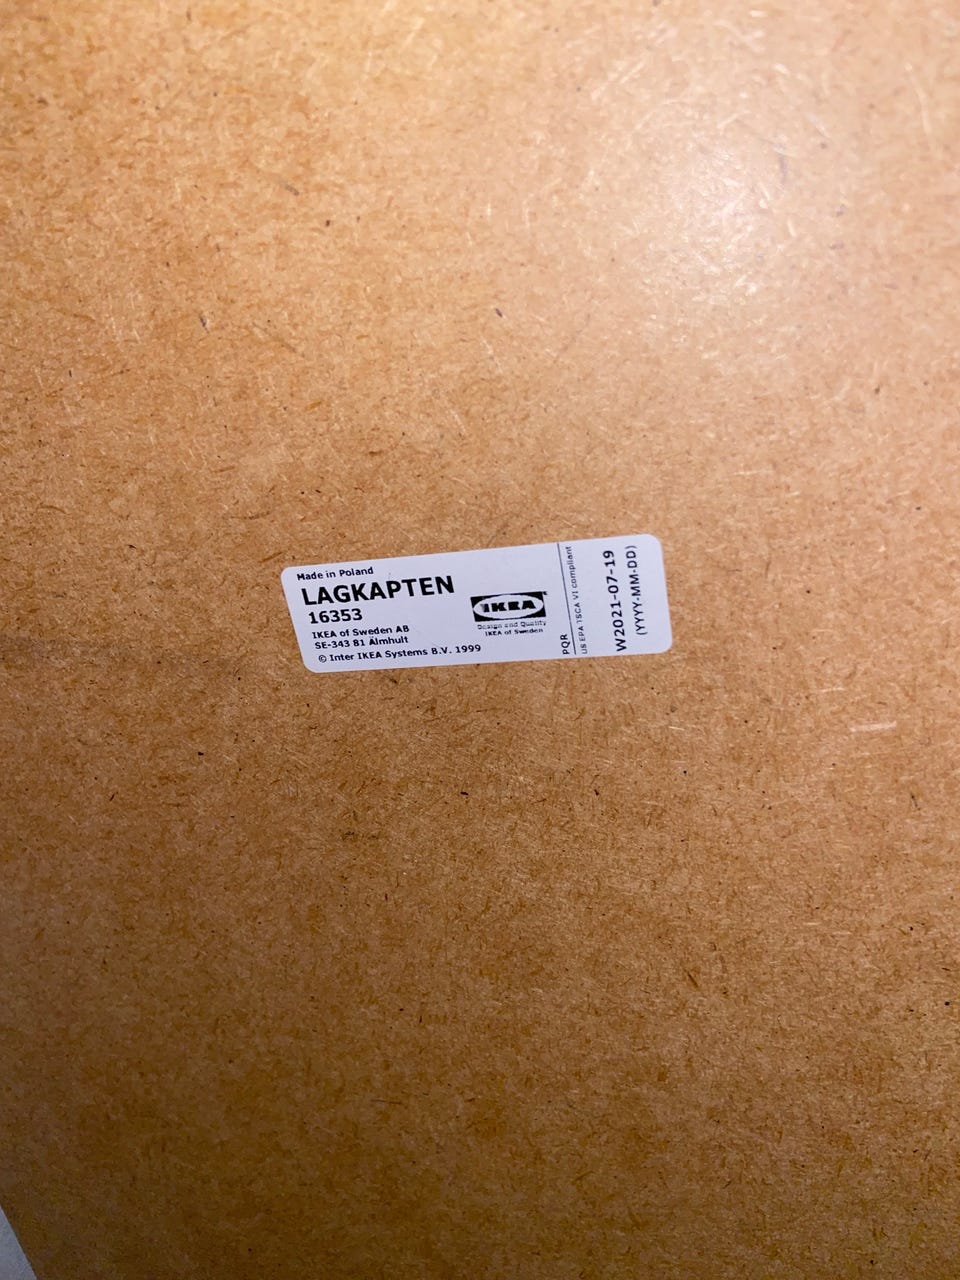 Made in Poland
LAGKAPTEN
16353
IKEA of Sweden AB
SE-343 81 Älmhult
© Inter IKEA Systems B.V. 1999
IKEA
Design and Quality
IKEA of Sweden
PQR
US EPA TSCA VI compliant
W2021-07-19
(YYYY-MM-DD)